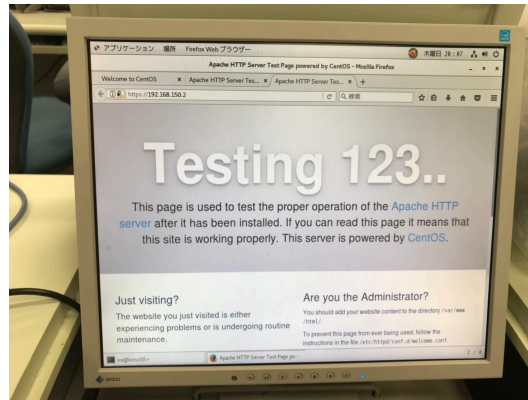 アプリケーション 場所 Firefox Web ブラウザー 木曜日 20:07
Apache HTTP Server Test Page powered by CentOS - Mozilla Firefox
Welcome to CentOS × Apache HTTP Server Tes... × Apache HTTP Server Tes... × +
https://192.168.150.2 検索
Testing 123..
This page is used to test the proper operation of the Apache HTTP
server after it has been installed. If you can read this page it means that
this site is working properly. This server is powered by CentOS.
Just visiting?
The website you just visited is either
experiencing problems or is undergoing routine
maintenance.
Are you the Administrator?
You should add your website content to the directory /var/www
/html/.
To prevent this page from ever being used, follow the
instructions in the file /etc/httpd/conf.d/welcome.conf.
Apache HTTP Server Test Page po...
EIZO